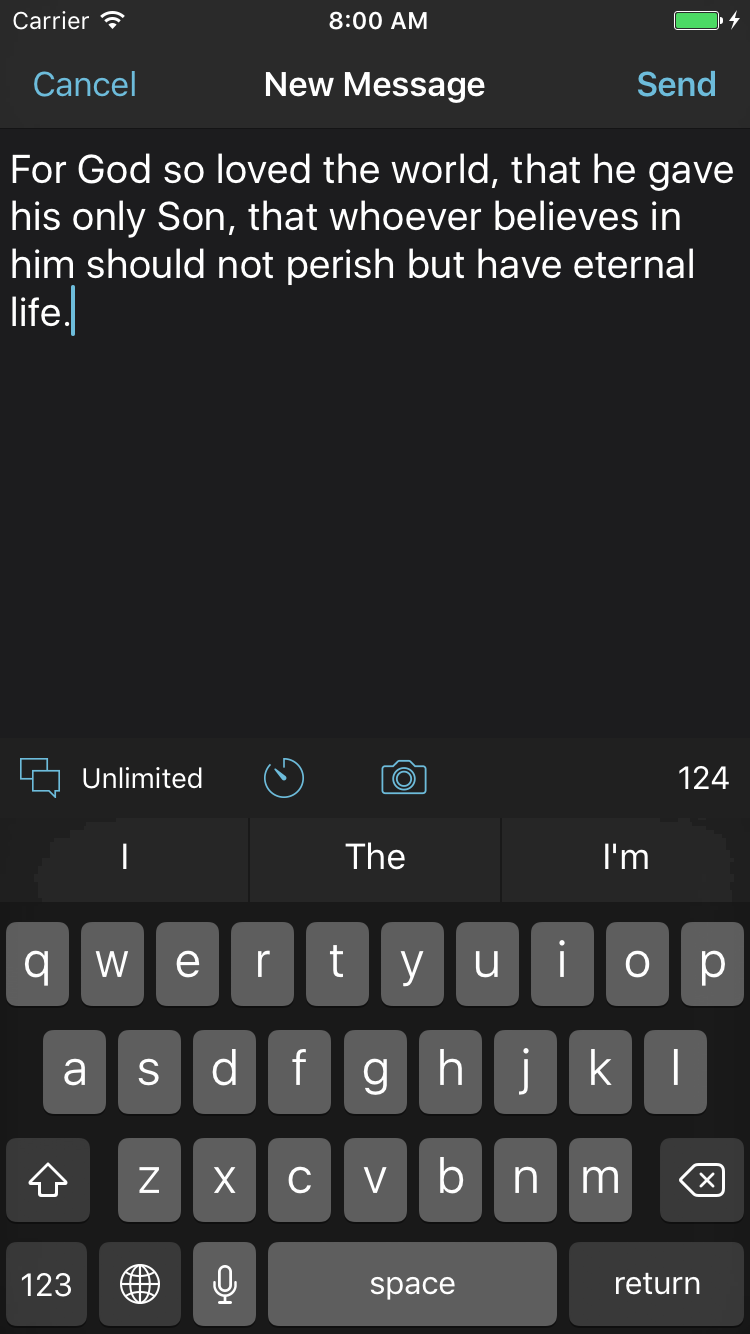 Carrier 8:00 AM
Cancel New Message Send
For God so loved the world, that he gave
his only Son, that whoever believes in
him should not perish but have eternal
life.
Unlimited 124
I The I'm
q w e r t y u i o p
a s d f g h j k l
z x c v b n m
123 space return